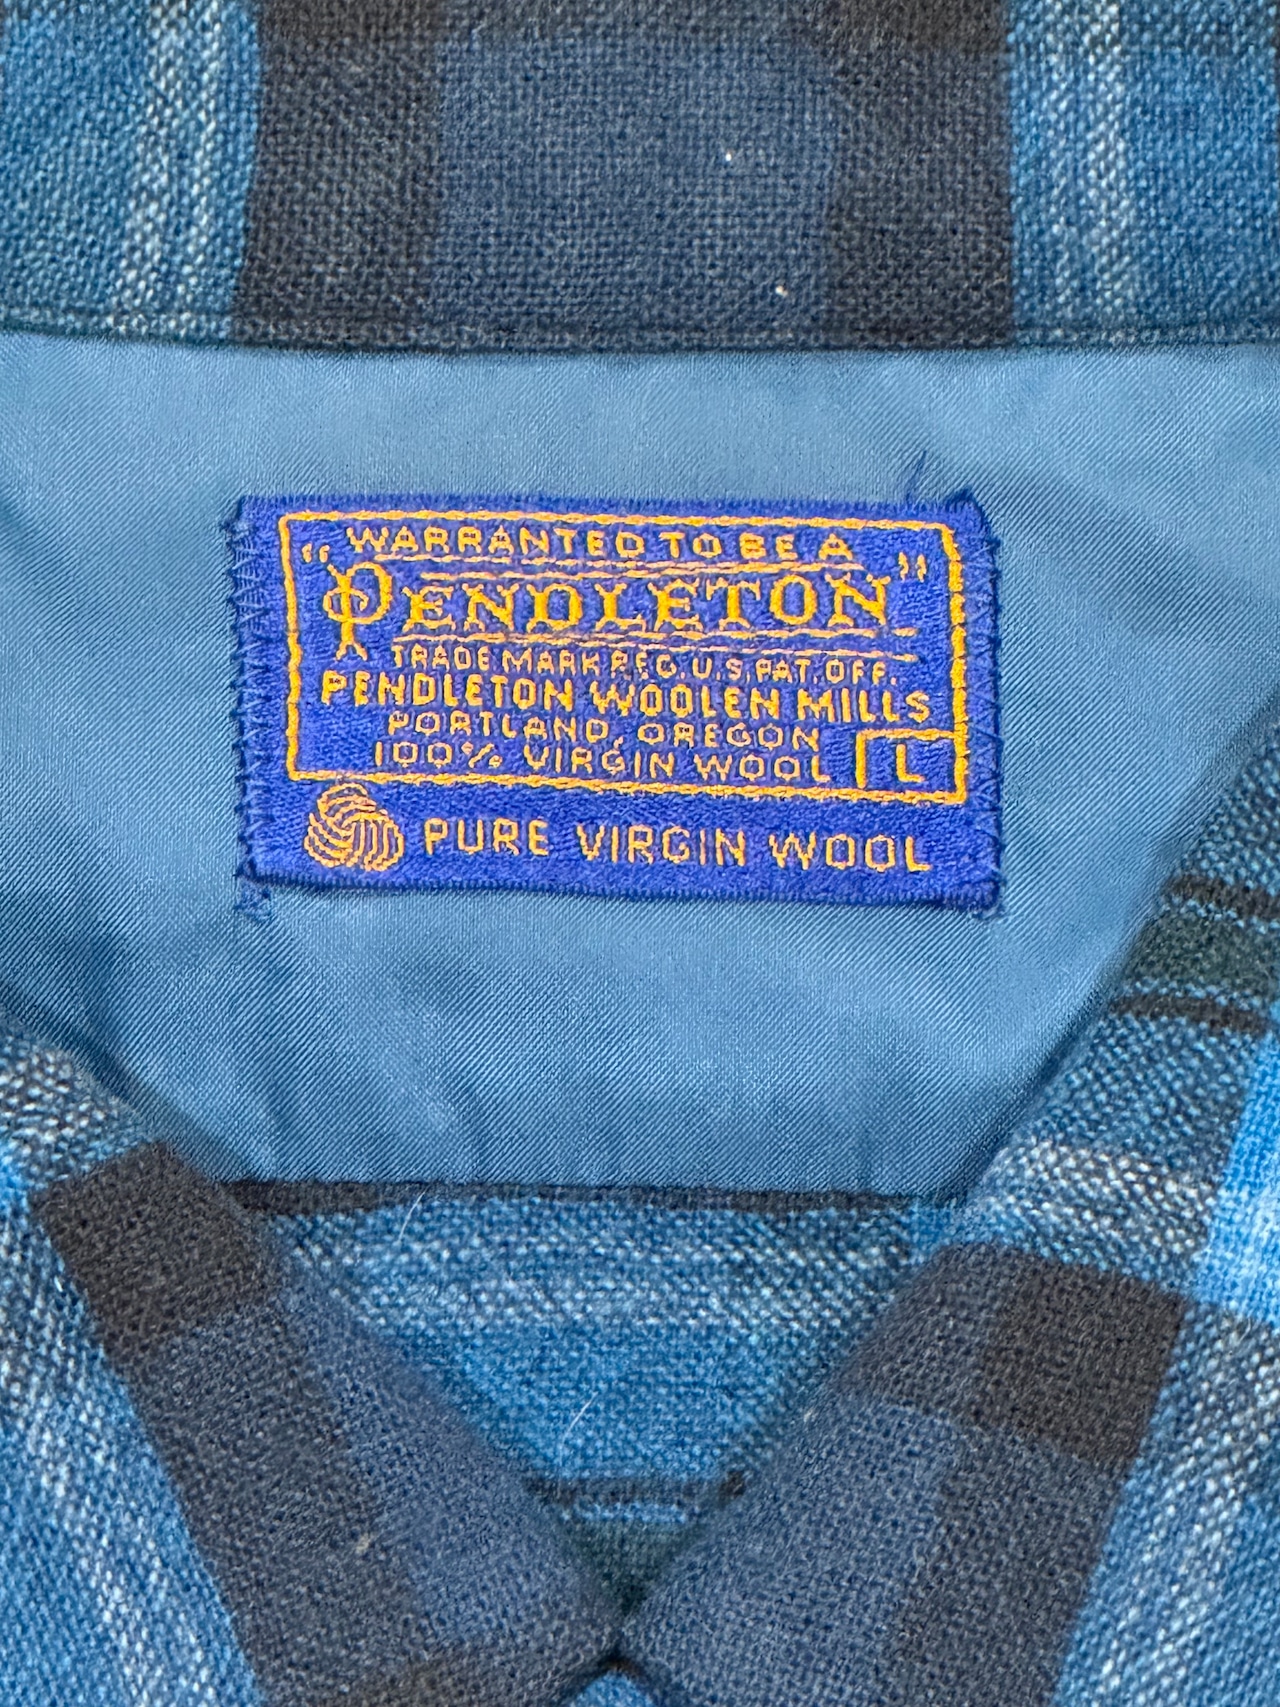 WARRANTED TO BE A
"PENDLETON"
TRADE MARK REG. U.S. PAT. OFF.
PENDLETON WOOLEN MILLS
PORTLAND, OREGON
100% VIRGIN WOOL L
PURE VIRGIN WOOL